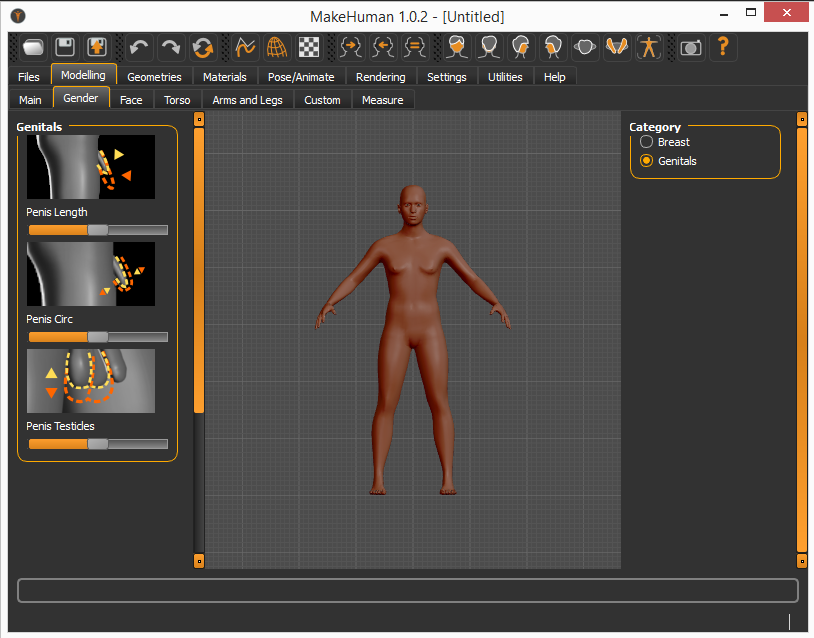 MakeHuman 1.0.2 - [Untitled]
Files Modelling Geometries Materials Pose/Animate Rendering Settings Utilities Help
Main Gender Face Torso Arms and Legs Custom Measure
Genitals
Penis Length
Penis Circ
Penis Testicles
Category
Breast
Genitals